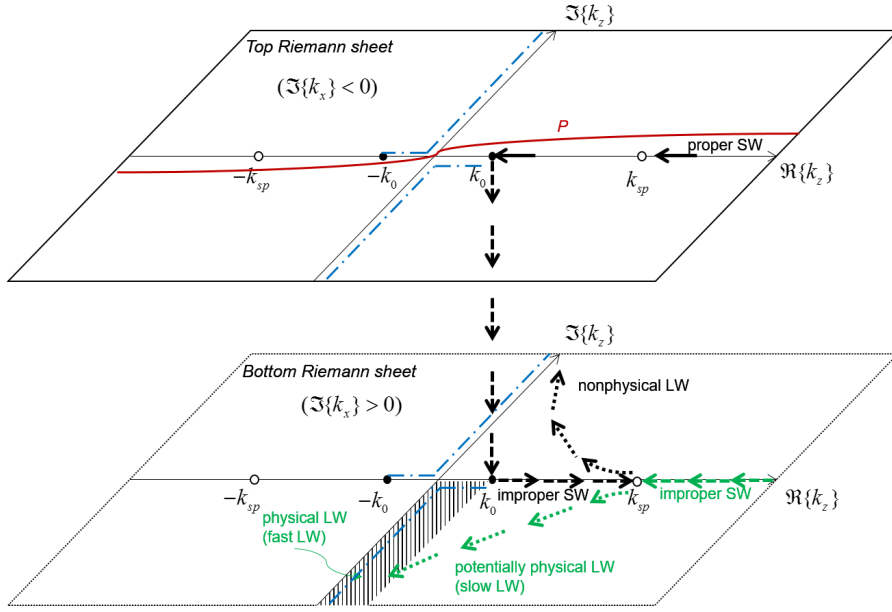 ℑ{k_z}
Top Riemann sheet
(ℑ{k_x} < 0)
P
proper SW
−k_sp
−k_0
k_0
k_sp
ℜ{k_z}
ℑ{k_z}
Bottom Riemann sheet
nonphysical LW
(ℑ{k_x} > 0)
−k_sp
−k_0
k_0
improper SW
k_sp
improper SW
ℜ{k_z}
physical LW
(fast LW)
potentially physical LW
(slow LW)